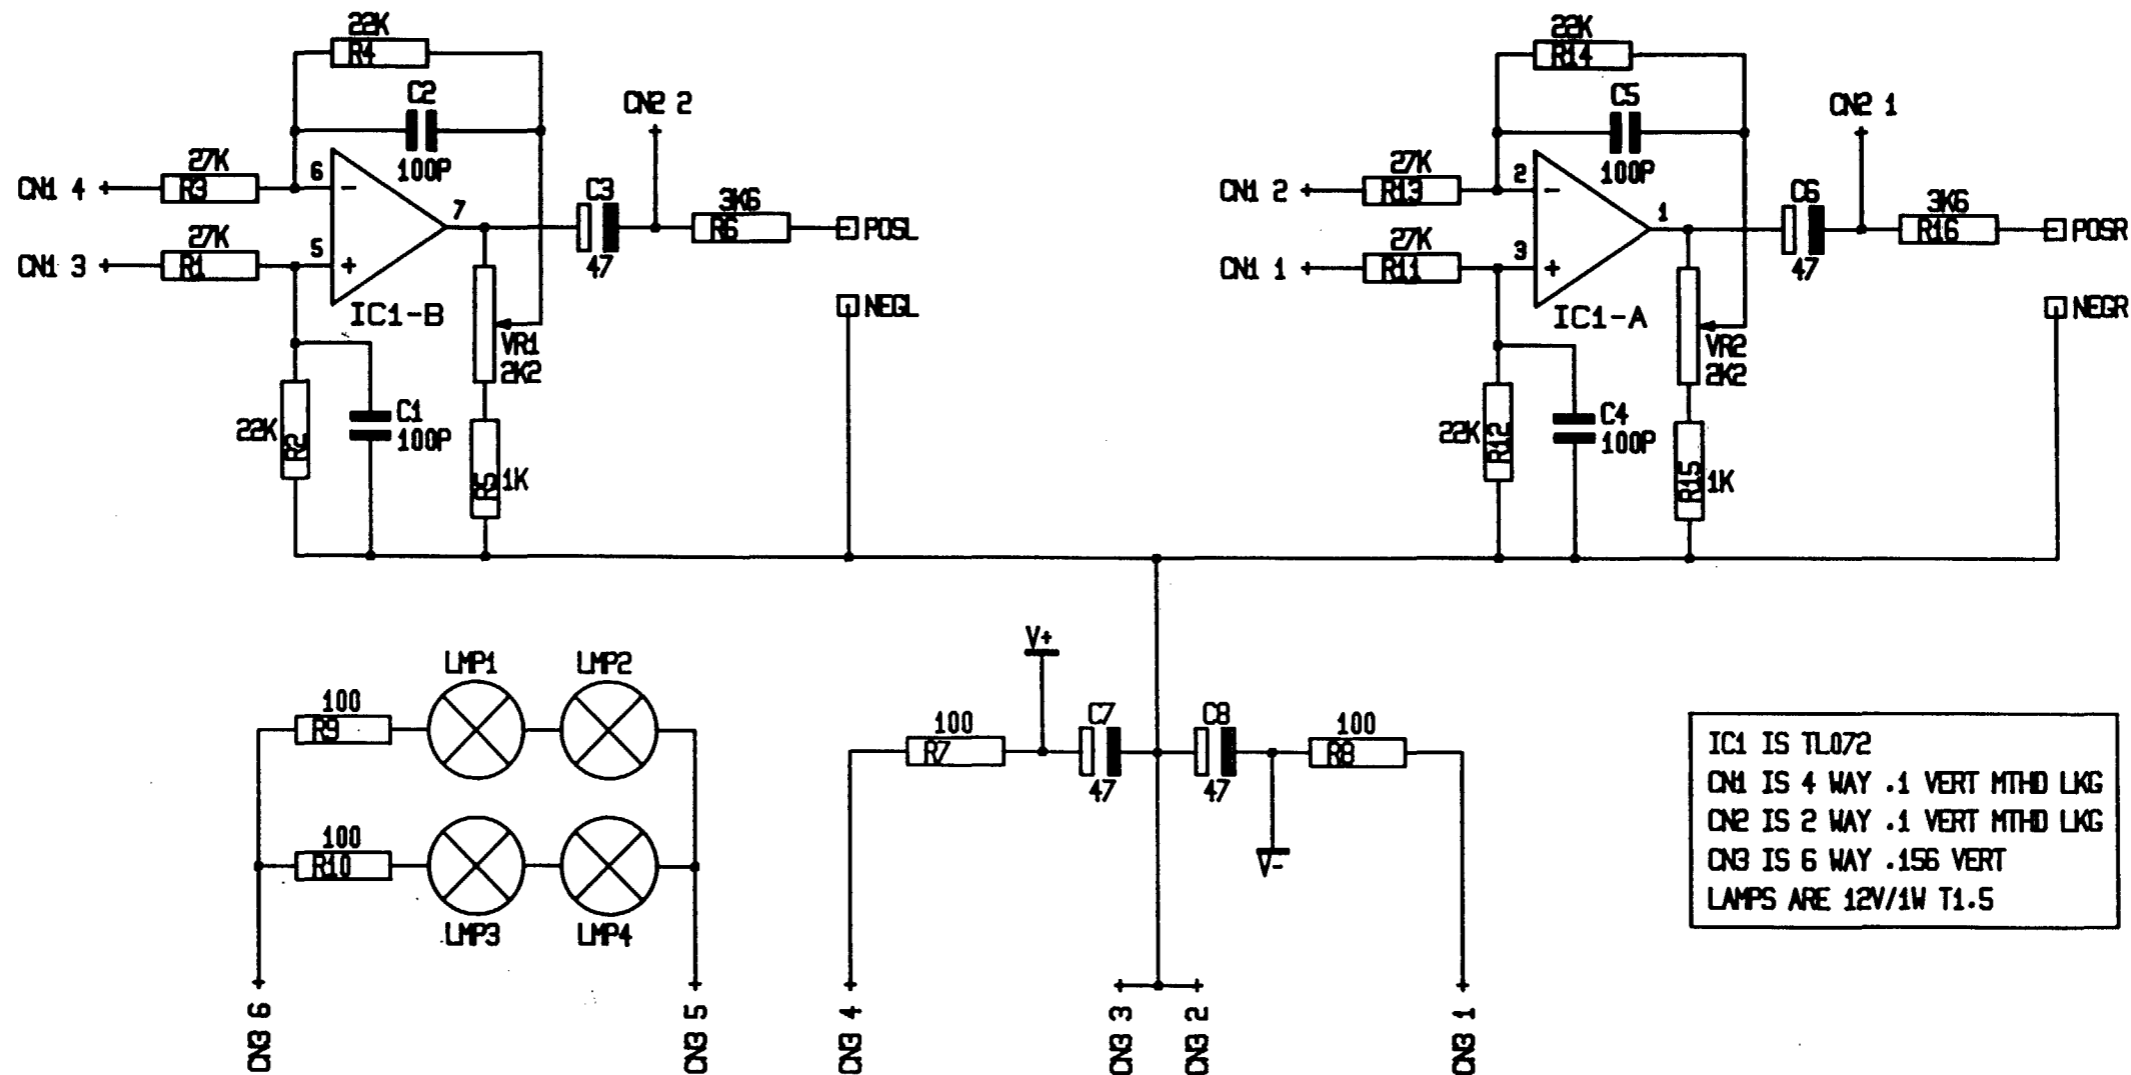 22K
R4
C2
100P
CN2 2
27K
R3
CN1 4
6
-
7
C3
47
3K6
R6
POSL
27K
R1
CN1 3
5
+
IC1-B
NEGL
VR1
2K2
22K
R2
C1
100P
R5
1K
22K
R14
C5
100P
CN2 1
27K
R13
CN1 2
2
-
1
C6
47
3K6
R16
POSR
27K
R11
CN1 1
3
+
IC1-A
NEGR
VR2
2K2
22K
R12
C4
100P
R15
1K
LMP1
LMP2
100
R9
100
R10
LMP3
LMP4
CN3 6
CN3 5
V+
100
R7
C7
47
C8
47
100
R8
V-
CN3 4
CN3 3
CN3 2
CN3 1
IC1 IS TL072
CN1 IS 4 WAY .1 VERT MTHD LKG
CN2 IS 2 WAY .1 VERT MTHD LKG
CN3 IS 6 WAY .156 VERT
LAMPS ARE 12V/1W T1.5